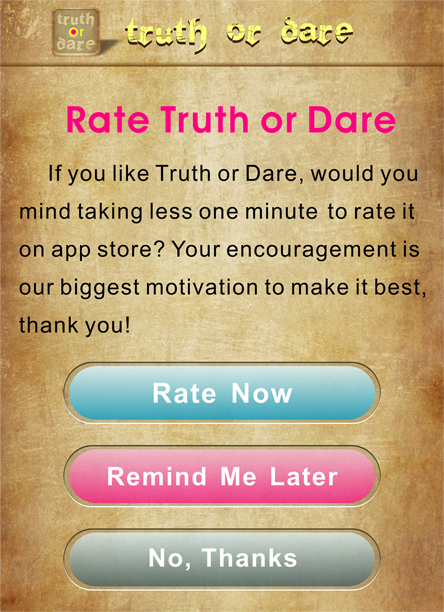 truth or dare
truth or dare
Rate Truth or Dare
If you like Truth or Dare, would you
mind taking less one minute to rate it
on app store? Your encouragement is
our biggest motivation to make it best,
thank you!
Rate Now
Remind Me Later
No, Thanks